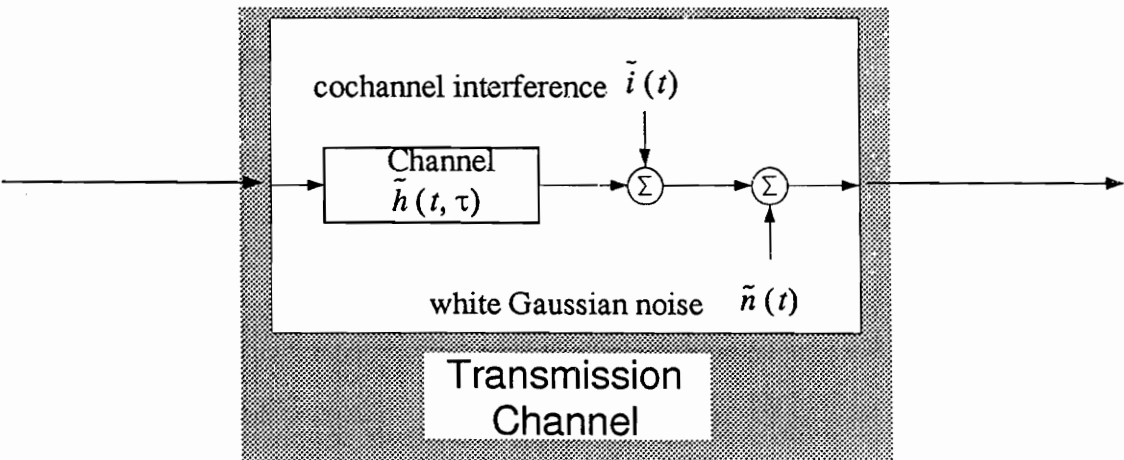 cochannel interference ĩ (t)
Channel
h̃ (t, τ)
Σ
Σ
white Gaussian noise ñ (t)
Transmission
Channel